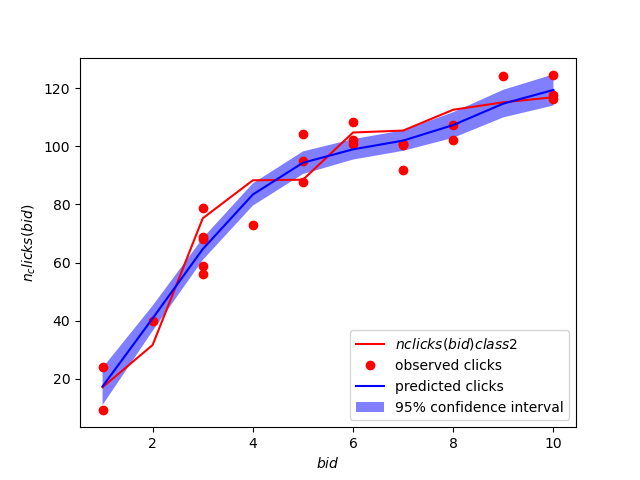 120
100
80
60
40
20
n_clicks(bid)
nclicks(bid)class2
observed clicks
predicted clicks
95% confidence interval
2
4
6
8
10
bid